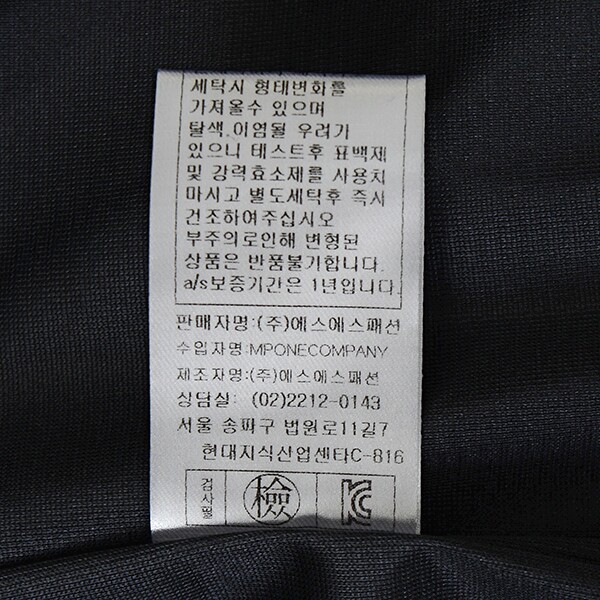 세탁시 형태변화를
가져올수 있으며
탈색.이염될 우려가
있으니 테스트후 표백제
및 강력효소제를 사용치
마시고 별도세탁후 즉시
건조하여주십시오
부주의로인해 변형된
상품은 반품불가합니다.
a/s보증기간은 1년입니다.
판매자명:(주)에스에스패션
수입자명:MPONECOMPANY
제조자명:(주)에스에스패션
상담실: (02)2212-0143
서울 송파구 법원로11길7
현대지식산업센타C-816
검사필 檢